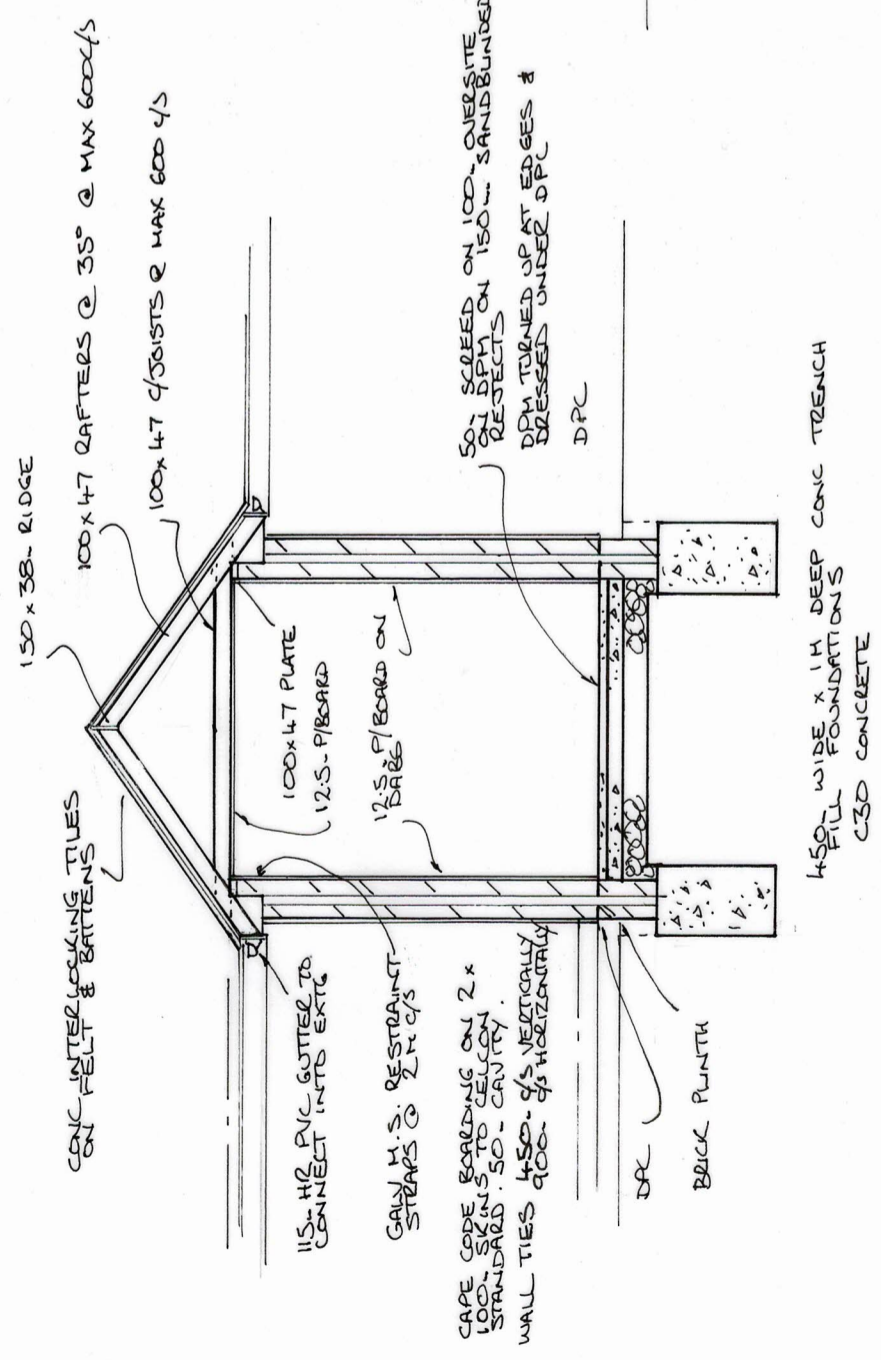 150 x 38~ RIDGE
100 x 47 RAFTERS @ 35° @ MAX 600 C/S
100 x 47 C/JOISTS @ MAX 600 C/S
CONC INTERLOCKING TILES
ON FELT & BATTENS
100 x 47 PLATE
12.5~ P/BOARD
12.5~ P/BOARD ON
DABS
115~ HR PVC GUTTER TO
CONNECT INTO EXTG
GALV M.S. RESTRAINT
STRAPS @ 2M C/S
CAPE CODE BOARDING ON 2 x
100~ SKINS TO CELCON
STANDARD. 50~ CAVITY.
WALL TIES 450~ C/S VERTICALLY
900~ C/S HORIZONTALLY
50~ SCREED ON 100~ OVERSITE
ON DPM ON 150~ SANDBLINDED
REJECTS
DPM TURNED UP AT EDGES &
DRESSED UNDER DPC
DPC
DPC
BRICK PLINTH
450~ WIDE x 1M DEEP CONC TRENCH
FILL FOUNDATIONS
C30 CONCRETE